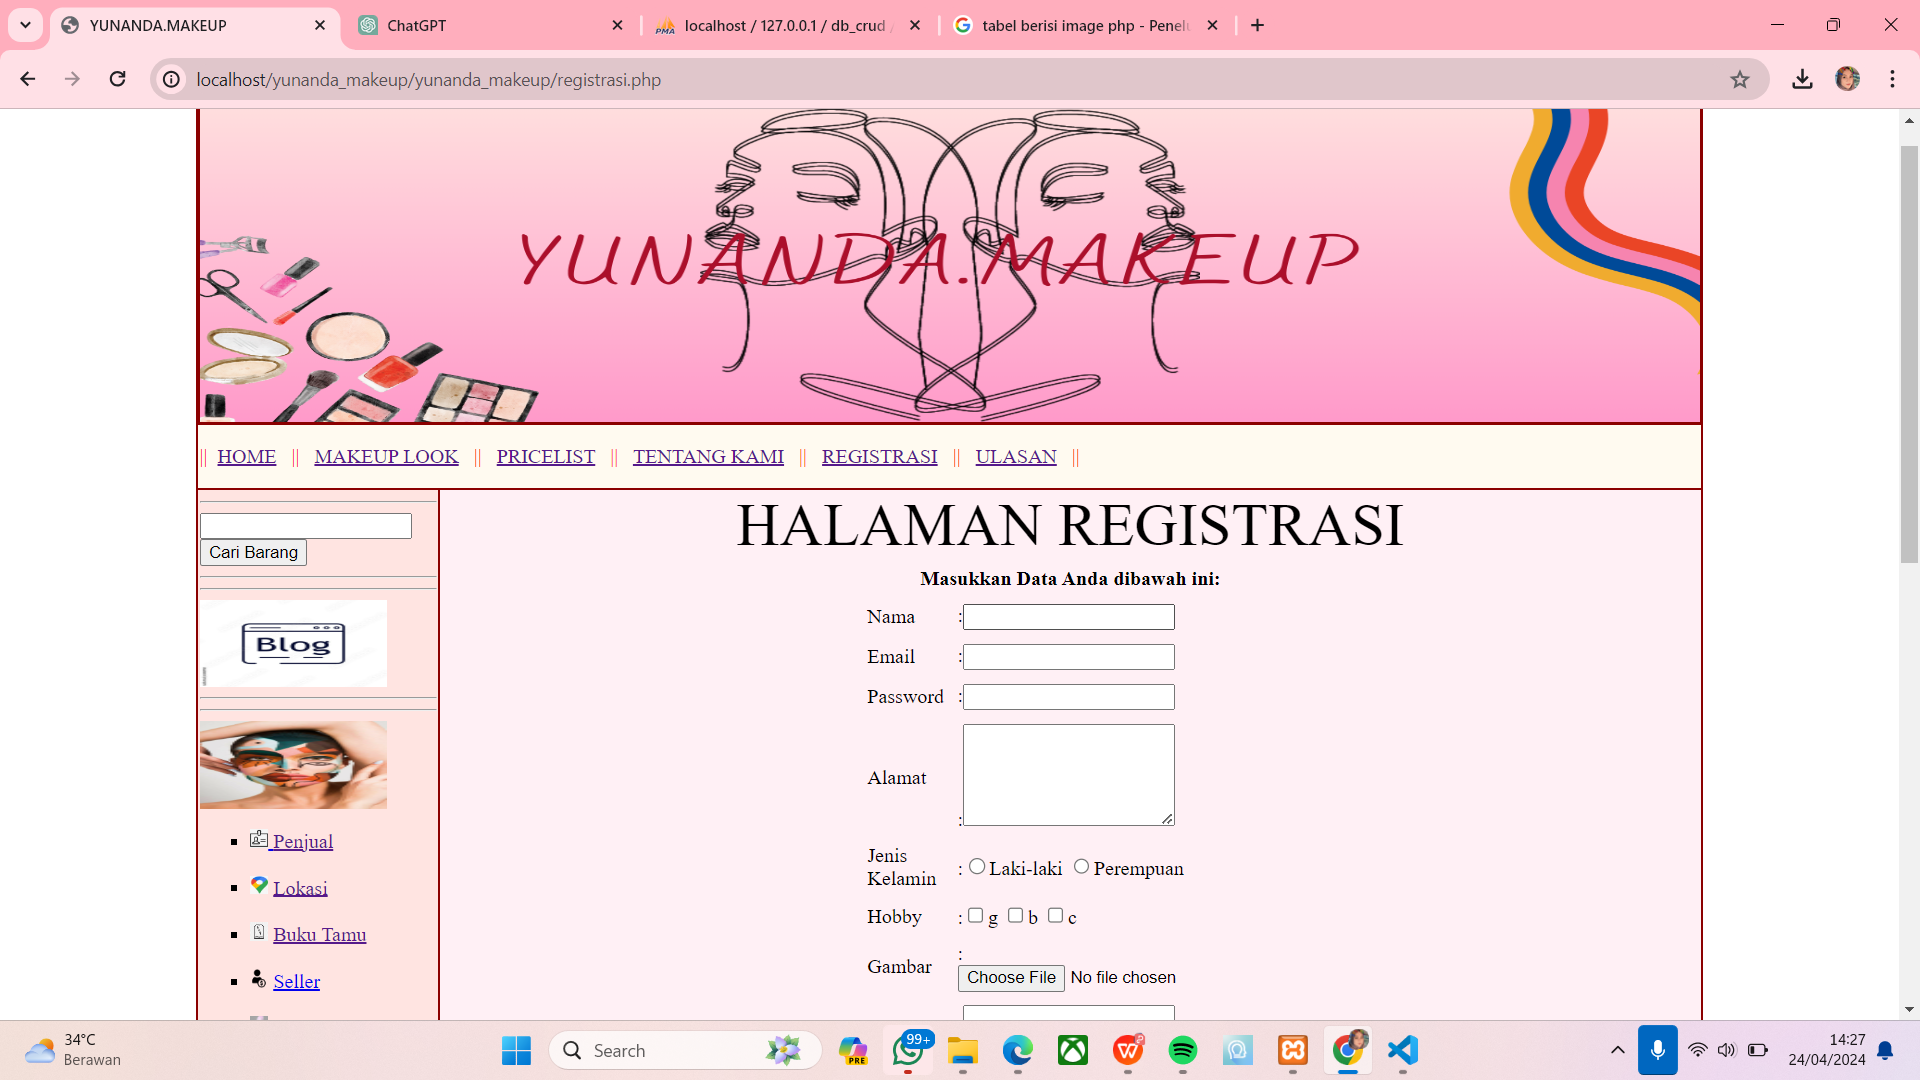 YUNANDA.MAKEUP
ChatGPT
localhost / 127.0.0.1 / db_crud /
tabel berisi image php - Penelu
localhost/yunanda_makeup/yunanda_makeup/registrasi.php
YUNANDA.MAKEUP
|| HOME || MAKEUP LOOK || PRICELIST || TENTANG KAMI || REGISTRASI || ULASAN ||
Cari Barang
Blog
Penjual
Lokasi
Buku Tamu
Seller
HALAMAN REGISTRASI
Masukkan Data Anda dibawah ini:
Nama :
Email :
Password :
Alamat :
Jenis
Kelamin : Laki-laki Perempuan
Hobby : g b c
Gambar :
Choose File No file chosen
34°C
Berawan
Search
PRE
99+
14:27
24/04/2024